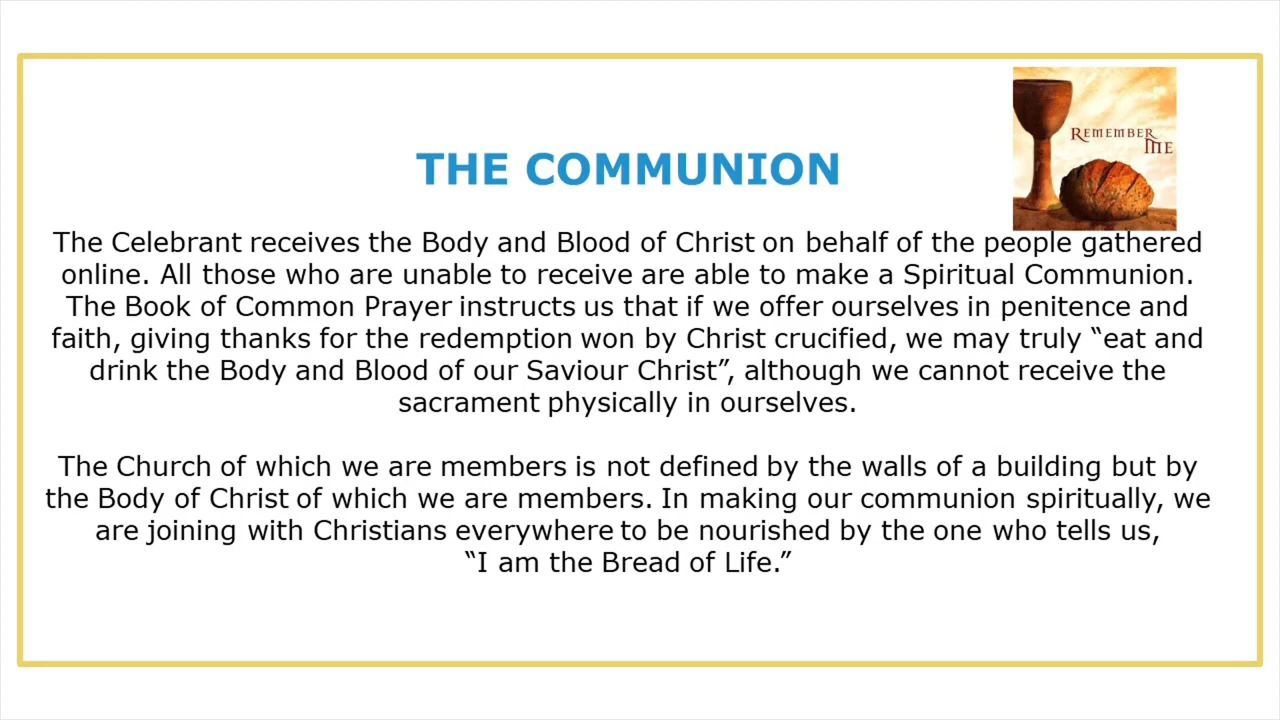 REMEMBER
ME
THE COMMUNION
The Celebrant receives the Body and Blood of Christ on behalf of the people gathered
online. All those who are unable to receive are able to make a Spiritual Communion.
The Book of Common Prayer instructs us that if we offer ourselves in penitence and
faith, giving thanks for the redemption won by Christ crucified, we may truly “eat and
drink the Body and Blood of our Saviour Christ”, although we cannot receive the
sacrament physically in ourselves.
The Church of which we are members is not defined by the walls of a building but by
the Body of Christ of which we are members. In making our communion spiritually, we
are joining with Christians everywhere to be nourished by the one who tells us,
“I am the Bread of Life.”